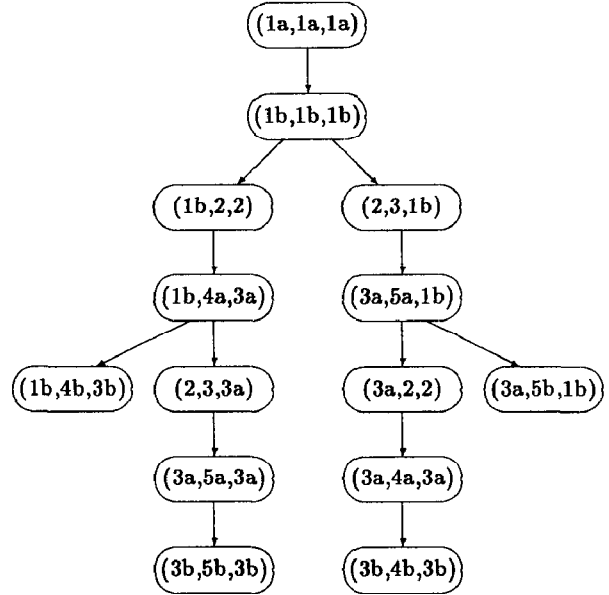 (1a,1a,1a)
(1b,1b,1b)
(1b,2,2)
(2,3,1b)
(1b,4a,3a)
(3a,5a,1b)
(1b,4b,3b)
(2,3,3a)
(3a,2,2)
(3a,5b,1b)
(3a,5a,3a)
(3a,4a,3a)
(3b,5b,3b)
(3b,4b,3b)